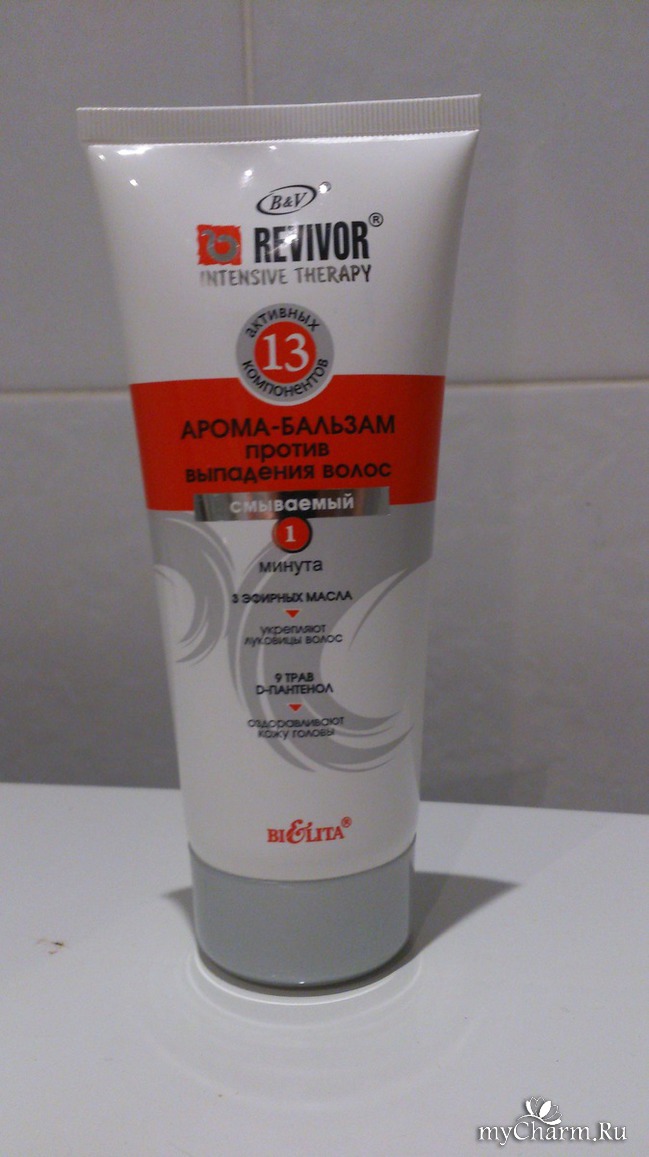 B&V
REVIVOR®
INTENSIVE THERAPY
активных
13
компонентов
АРОМА-БАЛЬЗАМ
против
выпадения волос
смываемый
1
минута
3 ЭФИРНЫХ МАСЛА
укрепляют
луковицы волос
9 ТРАВ
D-ПАНТЕНОЛ
оздоравливают
кожу головы
BIELITA®
myCharm.Ru